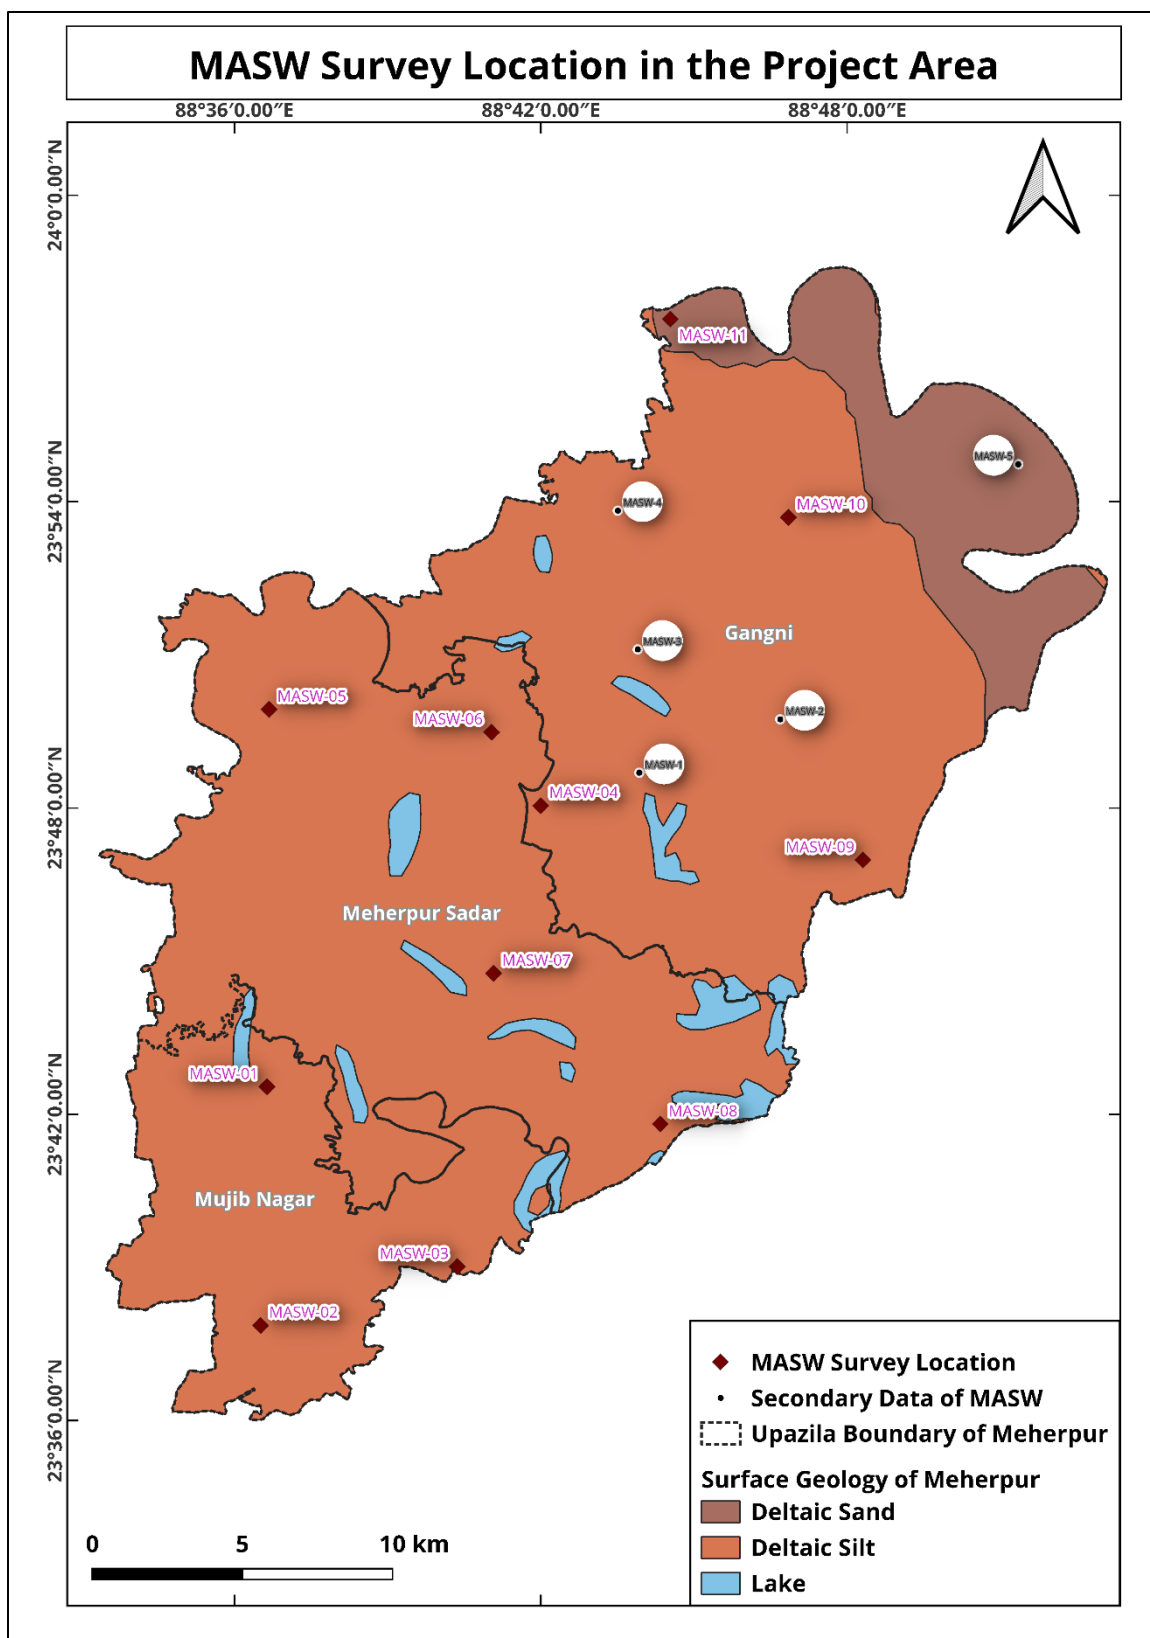 MASW Survey Location in the Project Area
88°36′0.00″E 88°42′0.00″E 88°48′0.00″E
24°0′0.00″N
23°54′0.00″N
23°48′0.00″N
23°42′0.00″N
23°36′0.00″N
MASW-11
MASW-5
MASW-4
MASW-10
Gangni
MASW-3
MASW-05
MASW-06
MASW-2
MASW-1
MASW-04
MASW-09
Meherpur Sadar
MASW-07
MASW-01
MASW-08
Mujib Nagar
MASW-03
MASW-02
MASW Survey Location
Secondary Data of MASW
Upazila Boundary of Meherpur
Surface Geology of Meherpur
Deltaic Sand
Deltaic Silt
Lake
0 5 10 km